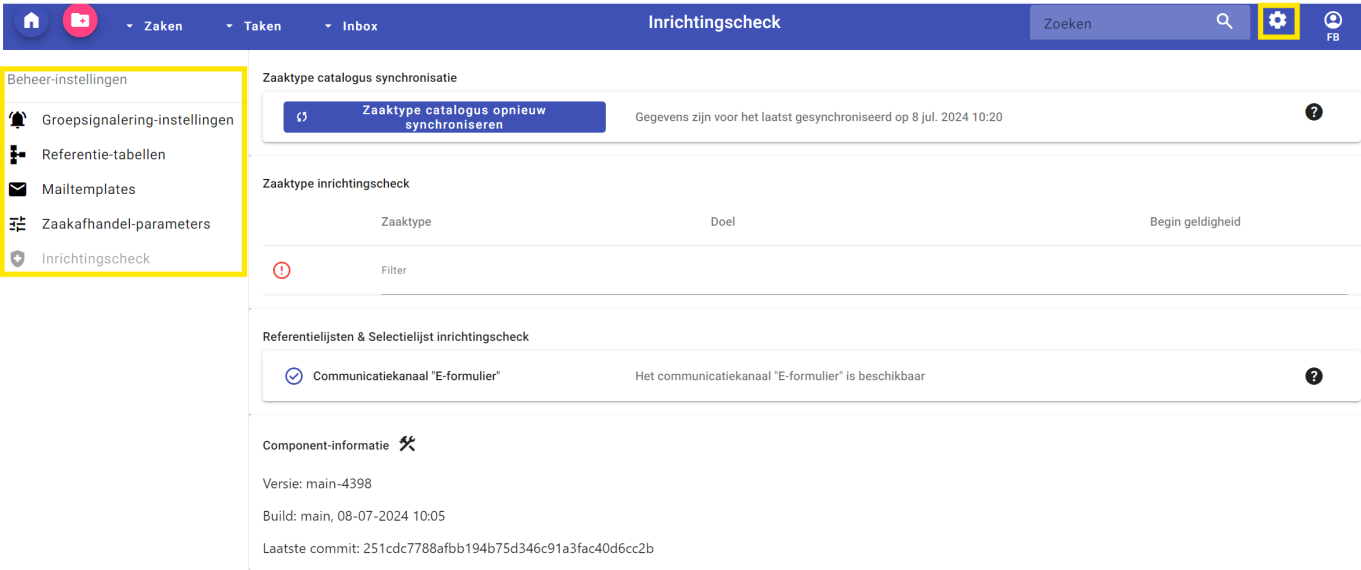 Zaken
Taken
Inbox
Inrichtingscheck
Zoeken
FB
Beheer-instellingen
Groepsignalering-instellingen
Referentie-tabellen
Mailtemplates
Zaakafhandel-parameters
Inrichtingscheck
Zaaktype catalogus synchronisatie
Zaaktype catalogus opnieuw
synchroniseren
Gegevens zijn voor het laatst gesynchroniseerd op 8 jul. 2024 10:20
?
Zaaktype inrichtingscheck
Zaaktype Doel Begin geldigheid
Filter
Referentielijsten & Selectielijst inrichtingscheck
Communicatiekanaal "E-formulier" Het communicatiekanaal "E-formulier" is beschikbaar
?
Component-informatie
Versie: main-4398
Build: main, 08-07-2024 10:05
Laatste commit: 251cdc7788afbb194b75d346c91a3fac40d6cc2b